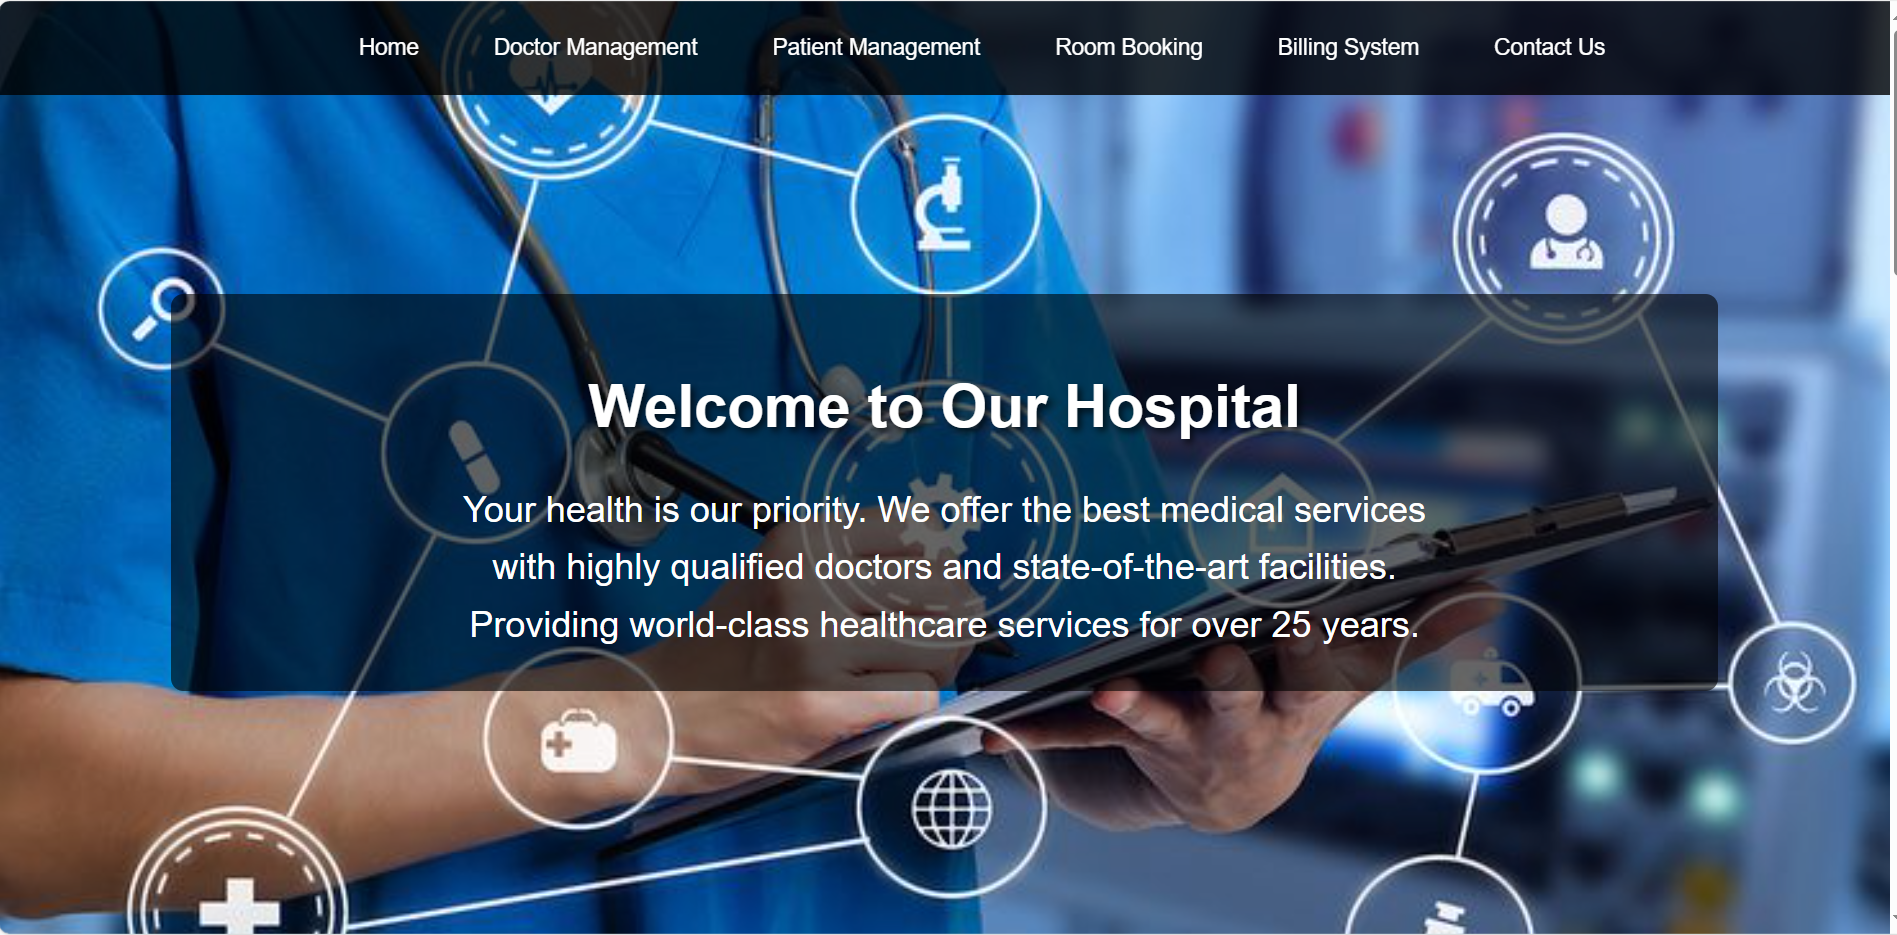 Home Doctor Management Patient Management Room Booking Billing System Contact Us
Welcome to Our Hospital
Your health is our priority. We offer the best medical services
with highly qualified doctors and state-of-the-art facilities.
Providing world-class healthcare services for over 25 years.